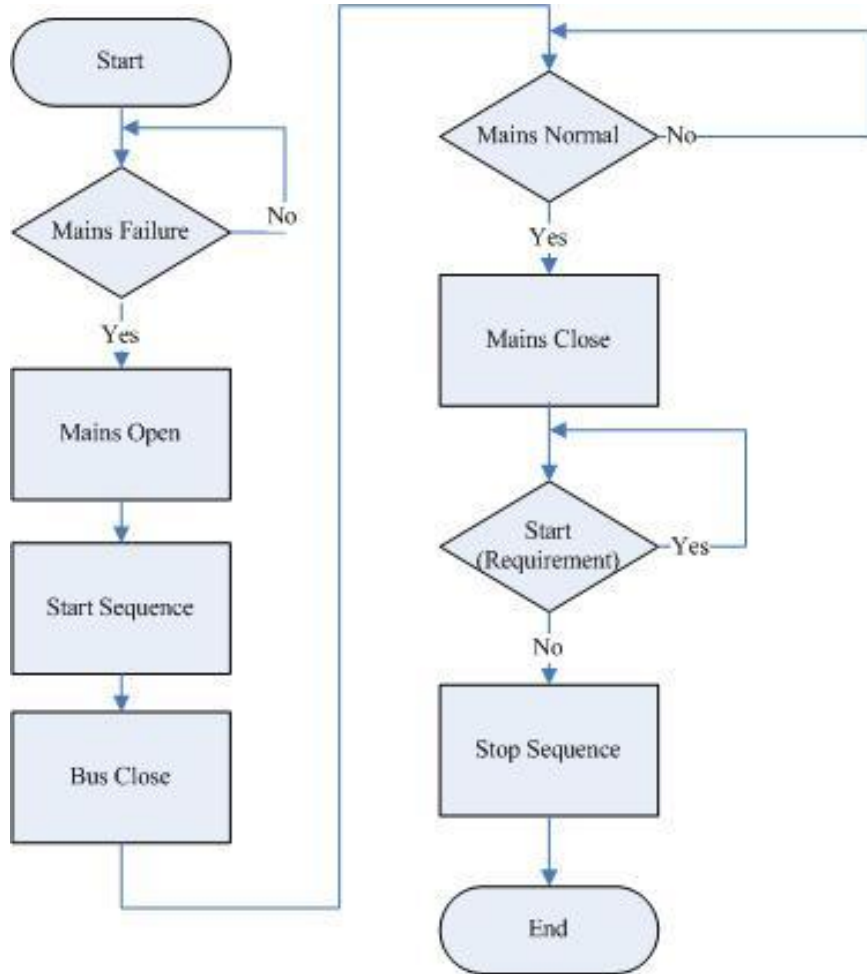 Start
Mains Failure
No
Yes
Mains Open
Start Sequence
Bus Close
Mains Normal
No
Yes
Mains Close
Start
(Requirement)
Yes
No
Stop Sequence
End